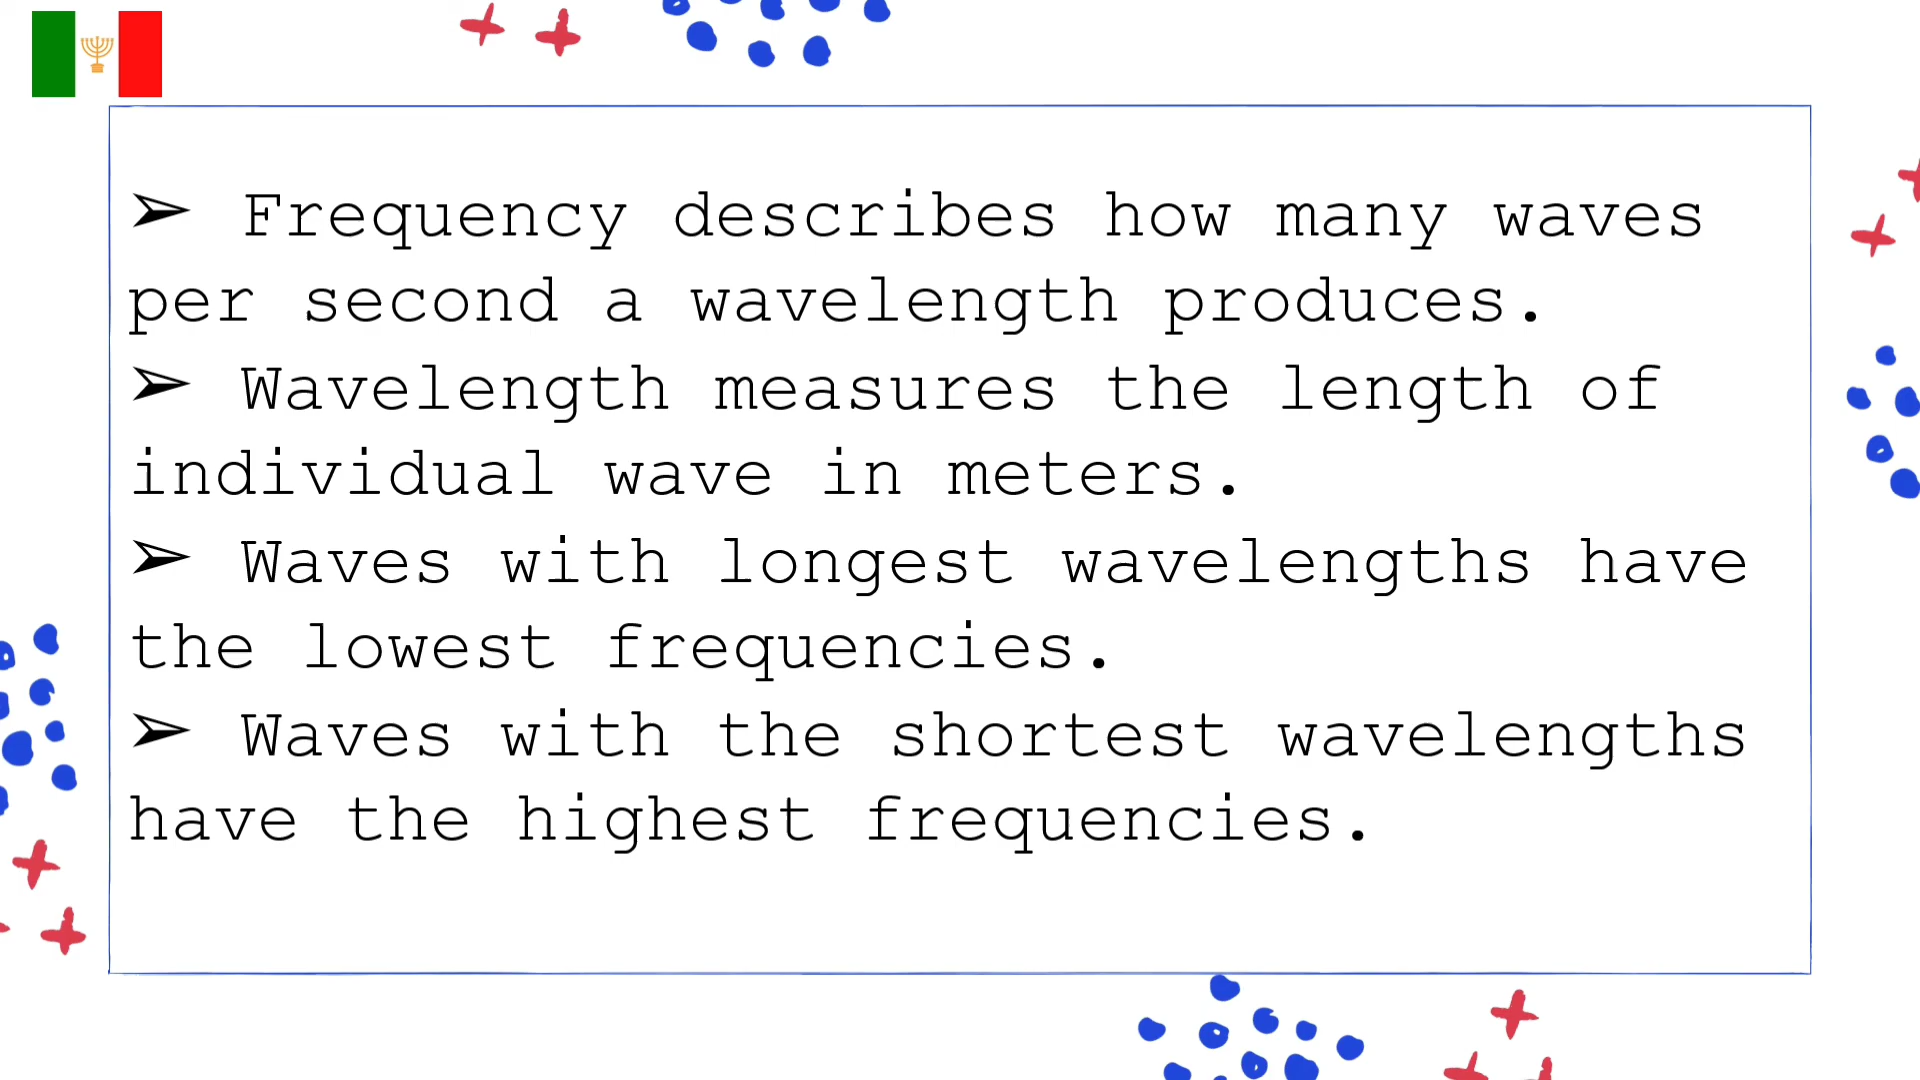 ➢ Frequency describes how many waves
per second a wavelength produces.
➢ Wavelength measures the length of
individual wave in meters.
➢ Waves with longest wavelengths have
the lowest frequencies.
➢ Waves with the shortest wavelengths
have the highest frequencies.